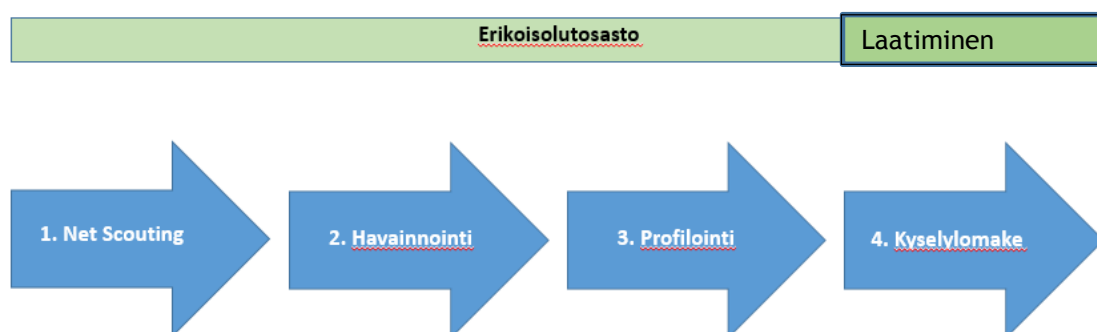 Erikoisolutosasto
Laatiminen
1. Net Scouting
2. Havainnointi
3. Profilointi
4. Kyselylomake